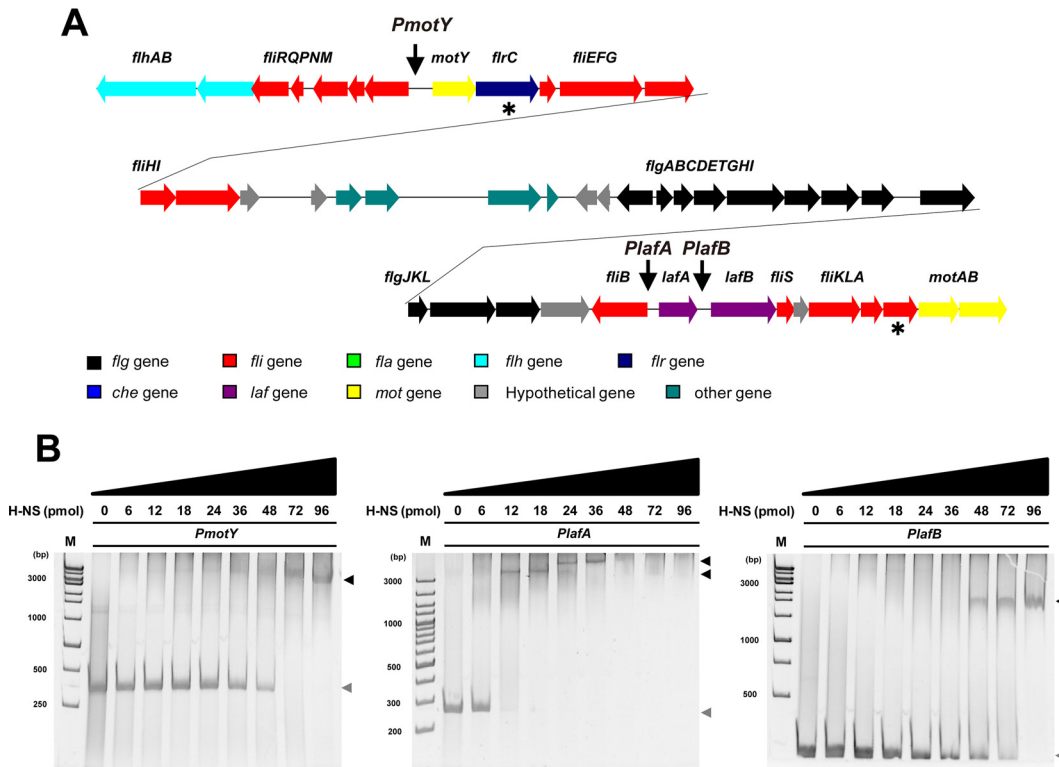 A
PmotY
flhAB fliRQPNM motY flrC fliEFG
*
fliHI flgABCDETGHI
PlafA PlafB
flgJKL fliB lafA lafB fliS fliKLA motAB
*
flg gene fli gene fla gene flh gene flr gene
che gene laf gene mot gene Hypothetical gene other gene
B
H-NS (pmol) 0 6 12 18 24 36 48 72 96
PmotY
M
(bp)
3000
1000
500
250
H-NS (pmol) 0 6 12 18 24 36 48 72 96
PlafA
M
(bp)
3000
1000
500
300
200
H-NS (pmol) 0 6 12 18 24 36 48 72 96
PlafB
M
(bp)
3000
1000
500